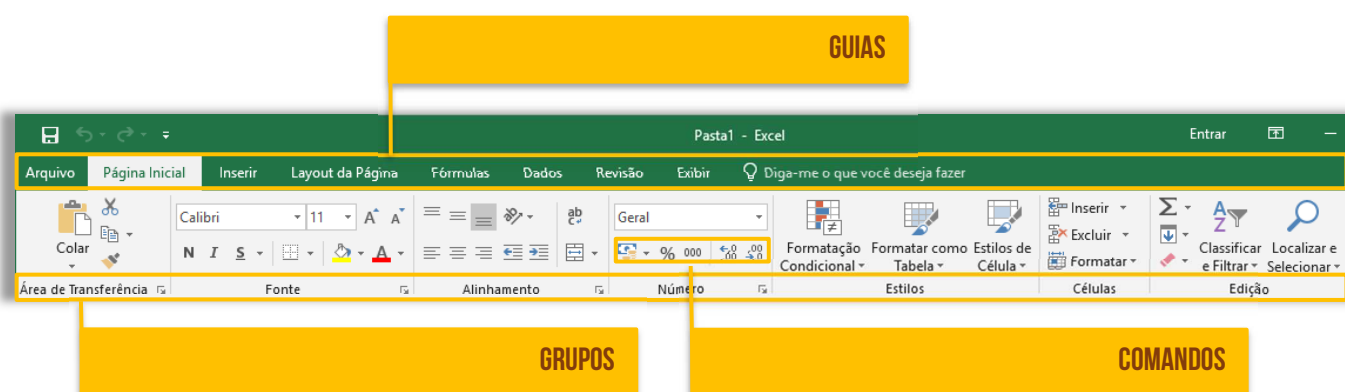 GUIAS
Pasta1 - Excel
Entrar
Arquivo Página Inicial Inserir Layout da Página Fórmulas Dados Revisão Exibir Diga-me o que você deseja fazer
Calibri 11 A A ab Geral Inserir
Colar Excluir
N I S A % 000 Formatação Formatar como Estilos de Classificar Localizar e
Condicional Tabela Célula Formatar e Filtrar Selecionar
Área de Transferência Fonte Alinhamento Número Estilos Células Edição
GRUPOS
COMANDOS